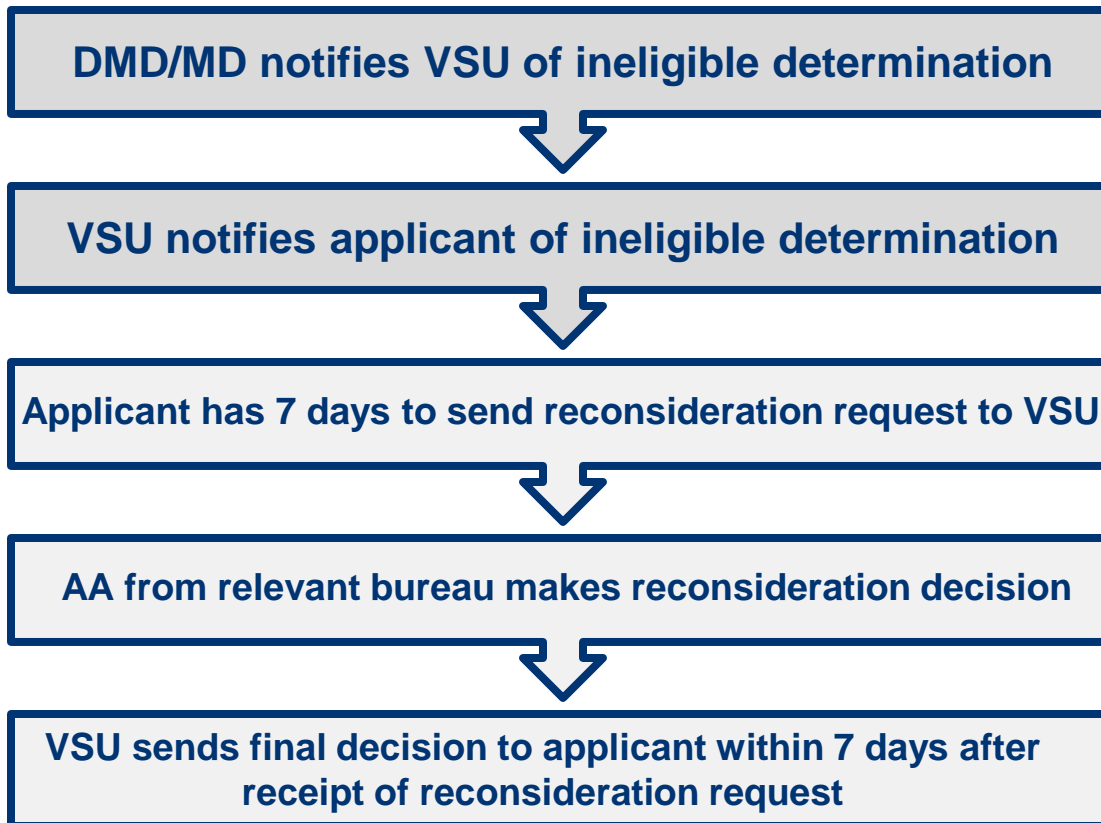 DMD/MD notifies VSU of ineligible determination
VSU notifies applicant of ineligible determination
Applicant has 7 days to send reconsideration request to VSU
AA from relevant bureau makes reconsideration decision
VSU sends final decision to applicant within 7 days after
receipt of reconsideration request